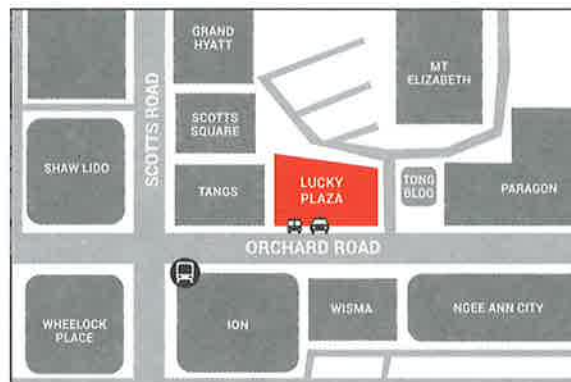 GRAND
HYATT
MT
ELIZABETH
SCOTTS ROAD
SCOTTS
SQUARE
SHAW LIDO
TANGS
LUCKY
PLAZA
TONG
BLDG
PARAGON
ORCHARD ROAD
WHEELOCK
PLACE
ION
WISMA
NGEE ANN CITY